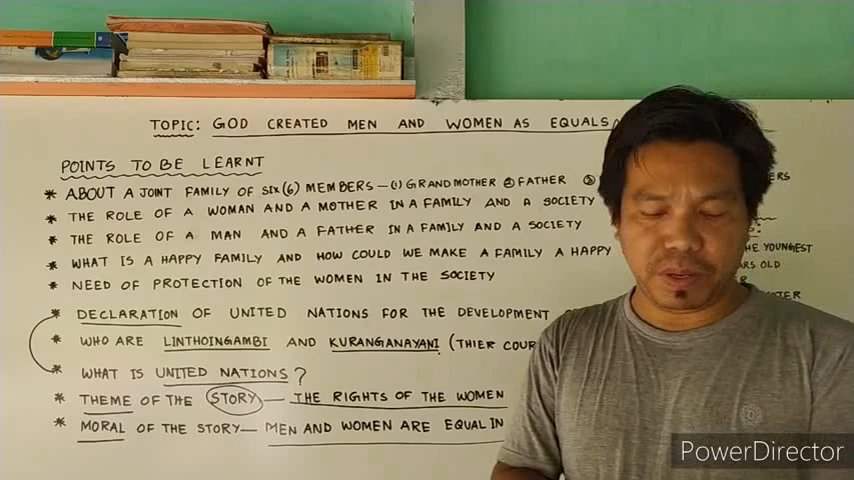 TOPIC: GOD CREATED MEN AND WOMEN AS EQUALS
POINTS TO BE LEARNT
* ABOUT A JOINT FAMILY OF SIX(6) MEMBERS — (1) GRANDMOTHER (2) FATHER (3)
* THE ROLE OF A WOMAN AND A MOTHER IN A FAMILY AND A SOCIETY
* THE ROLE OF A MAN AND A FATHER IN A FAMILY AND A SOCIETY
* WHAT IS A HAPPY FAMILY AND HOW COULD WE MAKE A FAMILY A HAPPY
* NEED OF PROTECTION OF THE WOMEN IN THE SOCIETY
* DECLARATION OF UNITED NATIONS FOR THE DEVELOPMENT
* WHO ARE LINTHOINGAMBI AND KURANGANAYANI (THIER
* WHAT IS UNITED NATIONS?
* THEME OF THE STORY — THE RIGHTS OF THE WOMEN
* MORAL OF THE STORY — MEN AND WOMEN ARE EQUAL IN
YOUNGEST
OLD
PowerDirector